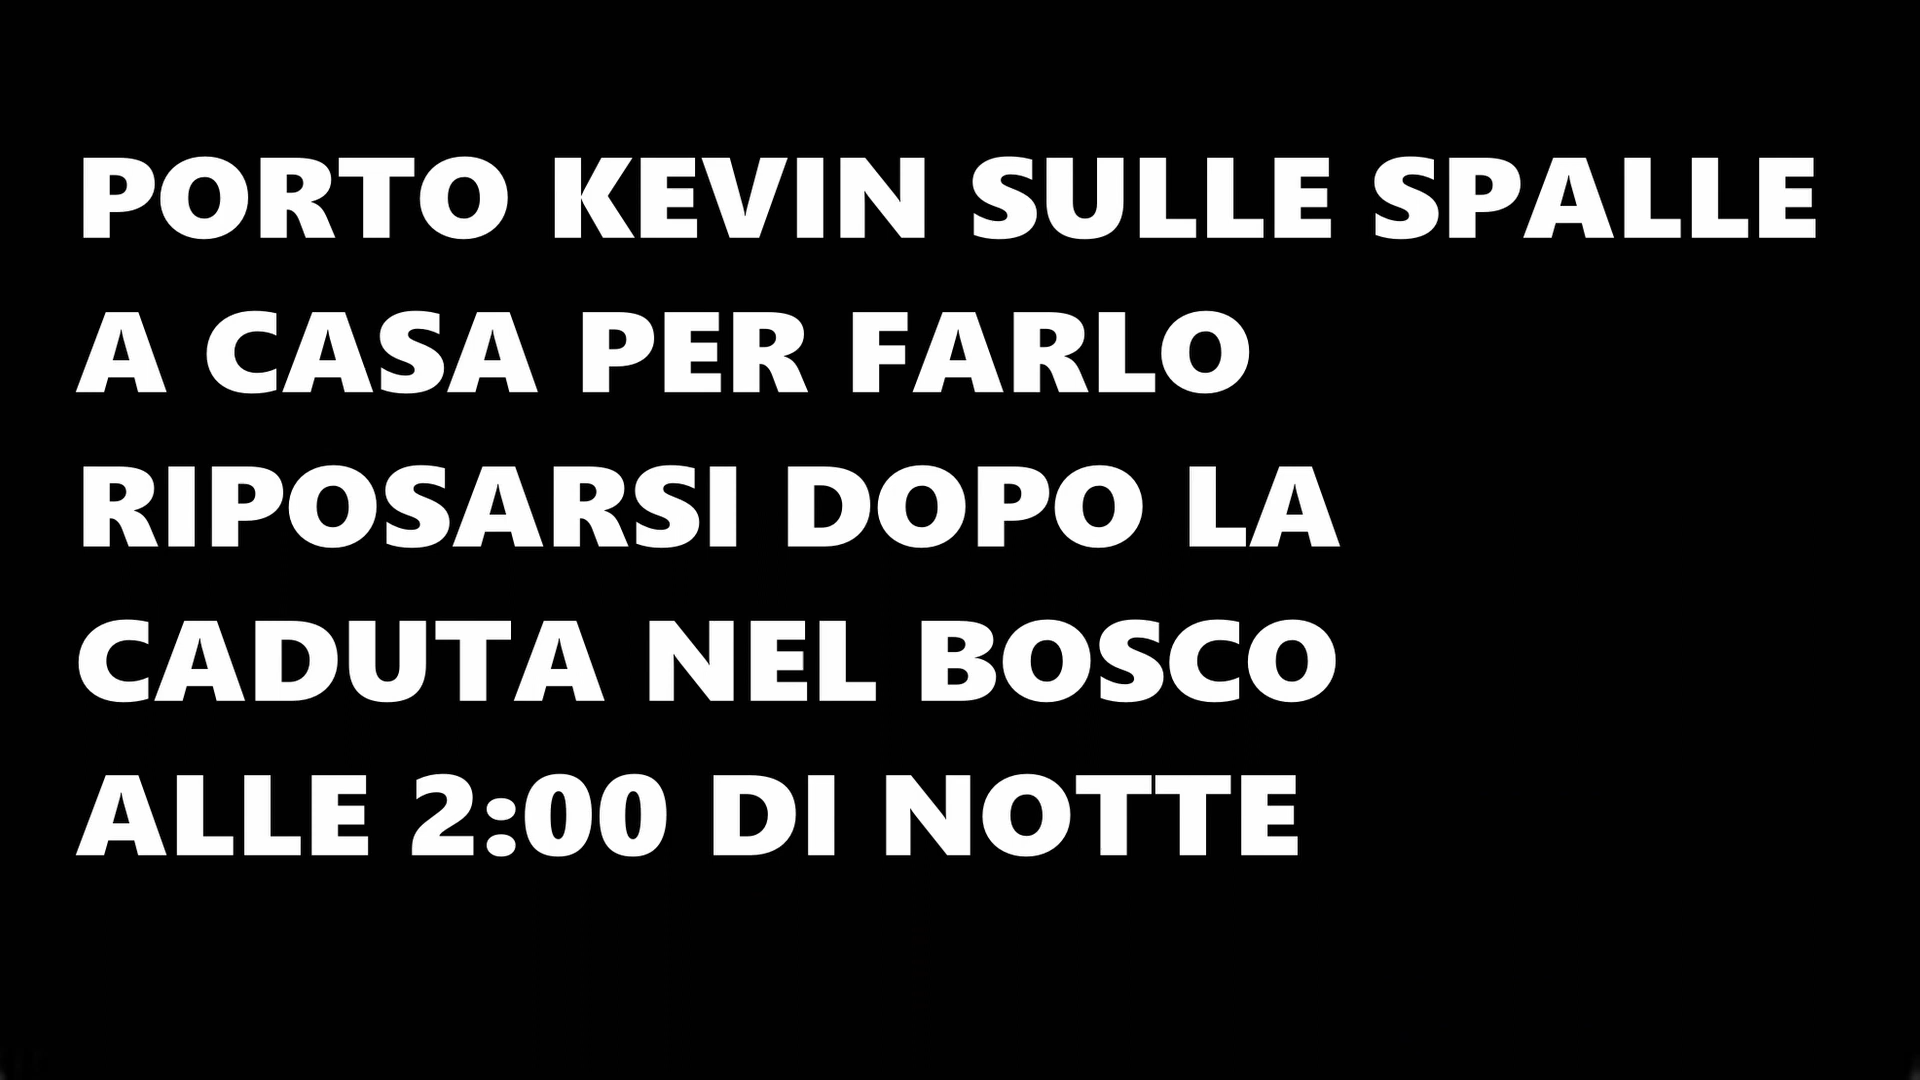 PORTO KEVIN SULLE SPALLE
A CASA PER FARLO
RIPOSARSI DOPO LA
CADUTA NEL BOSCO
ALLE 2:00 DI NOTTE